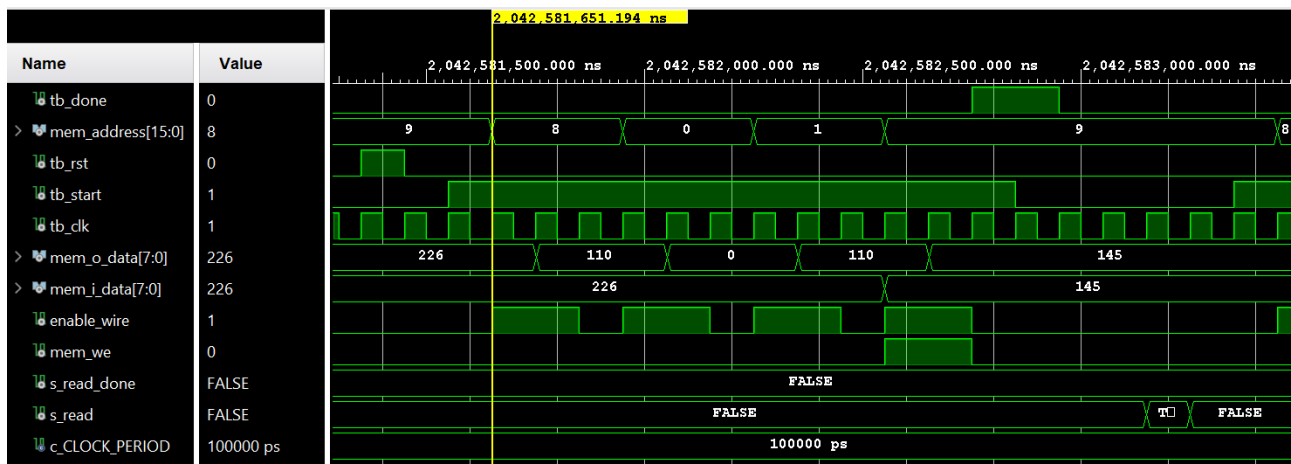 2,042,581,651.194 ns
Name Value 2,042,581,500.000 ns 2,042,582,000.000 ns 2,042,582,500.000 ns 2,042,583,000.000 ns
tb_done 0
mem_address[15:0] 8 9 8 0 1 9 8
tb_rst 0
tb_start 1
tb_clk 1
mem_o_data[7:0] 226 226 110 0 110 145
mem_i_data[7:0] 226 226 145
enable_wire 1
mem_we 0
s_read_done FALSE FALSE
s_read FALSE FALSE T□ FALSE
c_CLOCK_PERIOD 100000 ps 100000 ps